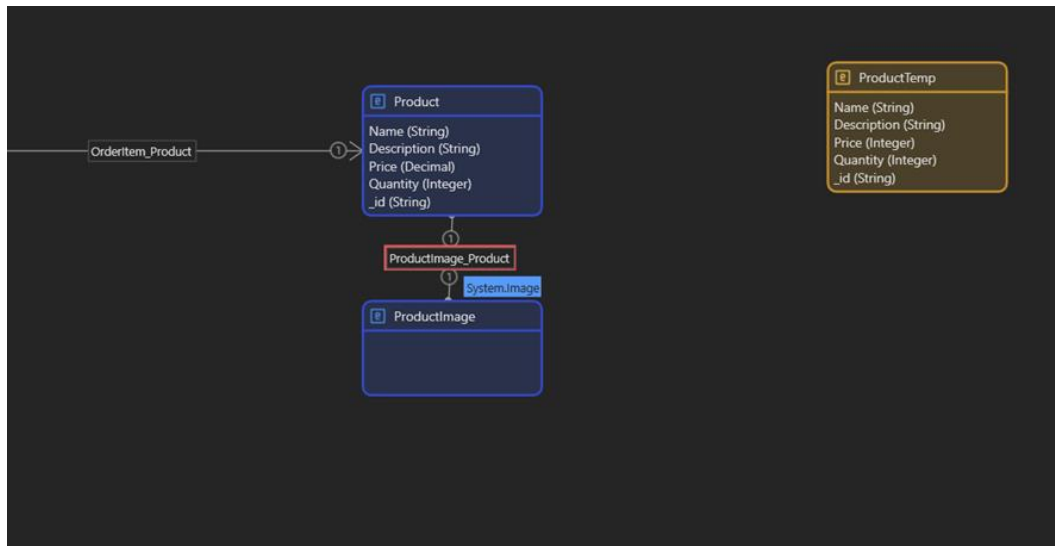 OrderItem_Product
1
Product
Name (String)
Description (String)
Price (Decimal)
Quantity (Integer)
_id (String)
1
ProductImage_Product
1
System.Image
ProductImage
ProductTemp
Name (String)
Description (String)
Price (Integer)
Quantity (Integer)
_id (String)